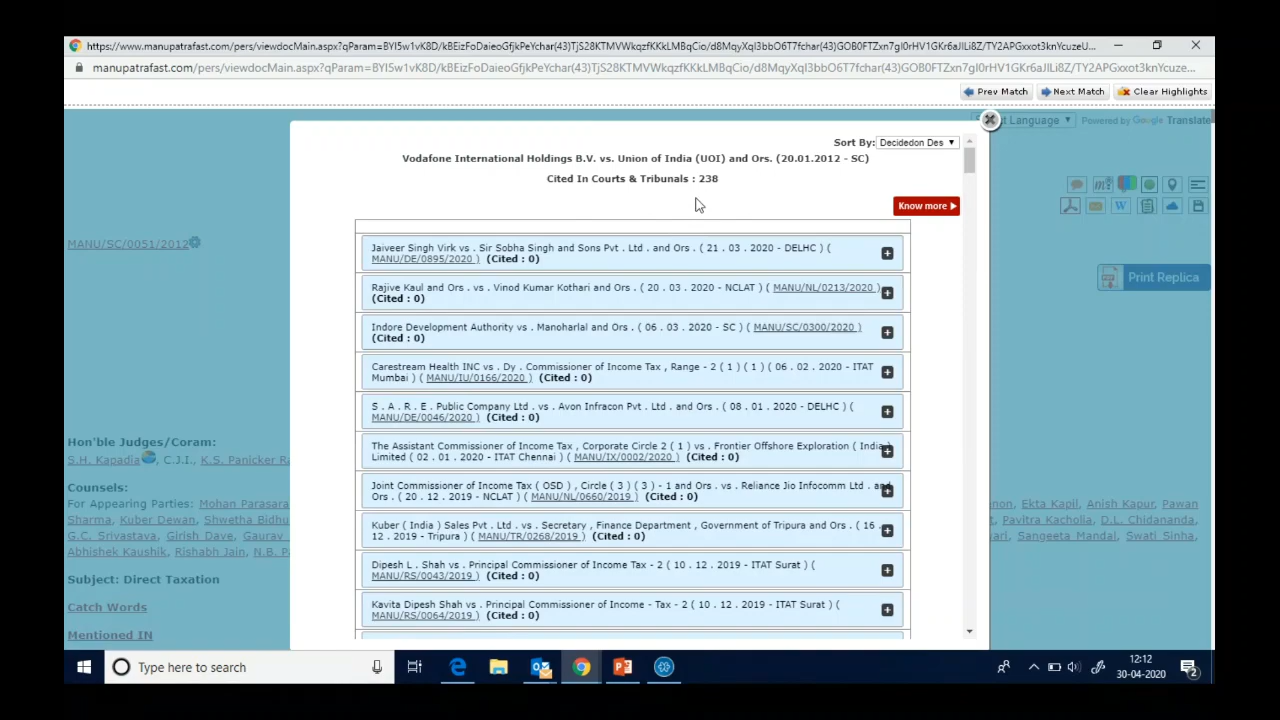 https://www.manupatrafast.com/pers/viewdocMain.aspx?qParam=BYI5w1vK8D/kBEizFoDaieoGfjkPeYchar(43)TjS28KTMVWkqzfKKkLMBqCio/d8MqyXqI3bbO6T7fchar(43)GOB0FTZxn7gI0rHV1GKr6aJILi8Z/TY2APGxxot3knYcuzeU...
manupatrafast.com/pers/viewdocMain.aspx?qParam=BYI5w1vK8D/kBEizFoDaieoGfjkPeYchar(43)TjS28KTMVWkqzfKKkLMBqCio/d8MqyXqI3bbO6T7fchar(43)GOB0FTZxn7gI0rHV1GKr6aJILi8Z/TY2APGxxot3knYcuzeU...
Prev Match Next Match Clear Highlights
Language Powered by Google Translate
Sort By: Decidedon Des
Vodafone International Holdings B.V. vs. Union of India (UOI) and Ors. (20.01.2012 - SC)
Cited In Courts & Tribunals : 238
Know more
MANU/SC/0051/2012
Print Replica
Jaiveer Singh Virk vs . Sir Sobha Singh and Sons Pvt . Ltd . and Ors . ( 21 . 03 . 2020 - DELHC ) (
MANU/DE/0895/2020 ) (Cited : 0)
Rajive Kaul and Ors . vs . Vinod Kumar Kothari and Ors . ( 20 . 03 . 2020 - NCLAT ) ( MANU/NL/0213/2020 )
(Cited : 0)
Indore Development Authority vs . Manoharlal and Ors . ( 06 . 03 . 2020 - SC ) ( MANU/SC/0300/2020 )
(Cited : 0)
Carestream Health INC vs . Dy . Commissioner of Income Tax , Range - 2 ( 1 ) ( 1 ) ( 06 . 02 . 2020 - ITAT
Mumbai ) ( MANU/IU/0166/2020 ) (Cited : 0)
S . A . R . E . Public Company Ltd . vs . Avon Infracon Pvt . Ltd . and Ors . ( 08 . 01 . 2020 - DELHC ) (
MANU/DE/0046/2020 ) (Cited : 0)
The Assistant Commissioner of Income Tax , Corporate Circle 2 ( 1 ) vs . Frontier Offshore Exploration ( India )
Limited ( 02 . 01 . 2020 - ITAT Chennai ) ( MANU/IX/0002/2020 ) (Cited : 0)
Joint Commissioner of Income Tax ( OSD ) , Circle ( 3 ) ( 3 ) - 1 and Ors . vs . Reliance Jio Infocomm Ltd . and
Ors . ( 20 . 12 . 2019 - NCLAT ) ( MANU/NL/0660/2019 ) (Cited : 0)
Kuber ( India ) Sales Pvt . Ltd . vs . Secretary , Finance Department , Government of Tripura and Ors . ( 16 .
12 . 2019 - Tripura ) ( MANU/TR/0268/2019 ) (Cited : 0)
Dipesh L . Shah vs . Principal Commissioner of Income Tax - 2 ( 10 . 12 . 2019 - ITAT Surat ) (
MANU/RS/0043/2019 ) (Cited : 0)
Kavita Dipesh Shah vs . Principal Commissioner of Income - Tax - 2 ( 10 . 12 . 2019 - ITAT Surat ) (
MANU/RS/0064/2019 ) (Cited : 0)
Hon'ble Judges/Coram:
S.H. Kapadia , C.J.I., K.S. Panicker Ra
Counsels:
For Appearing Parties: Mohan Parasara
Sharma, Kuber Dewan, Shwetha Bidhu
G.C. Srivastava, Girish Dave, Gaurav
Abhishek Kaushik, Rishabh Jain, N.B. P
Ekta Kapil, Anish Kapur, Pawan
Pavitra Kacholia, D.L. Chidananda,
Sangeeta Mandal, Swati Sinha,
Subject: Direct Taxation
Catch Words
Mentioned IN
Type here to search
12:12
30-04-2020
2